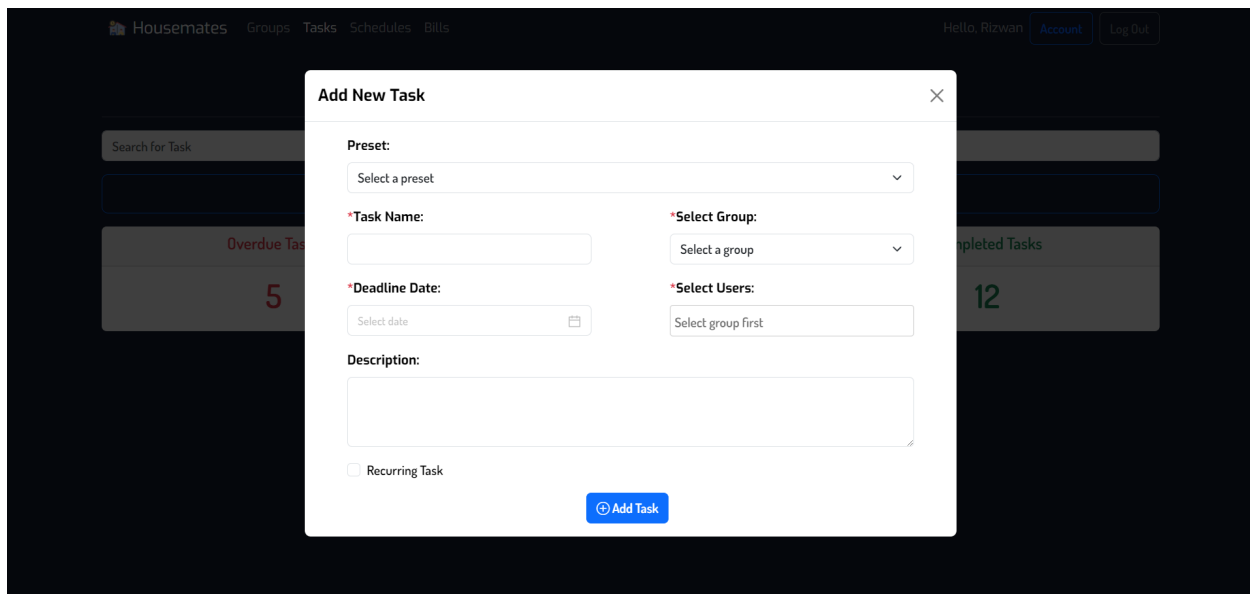 Housemates Groups Tasks Schedules Bills Hello, Rizwan Account Log Out
Add New Task
Search for Task
Preset:
Select a preset
*Task Name: *Select Group:
Select a group
Overdue Tas mpleted Tasks
5 12
*Deadline Date: *Select Users:
Select date Select group first
Description:
Recurring Task
Add Task